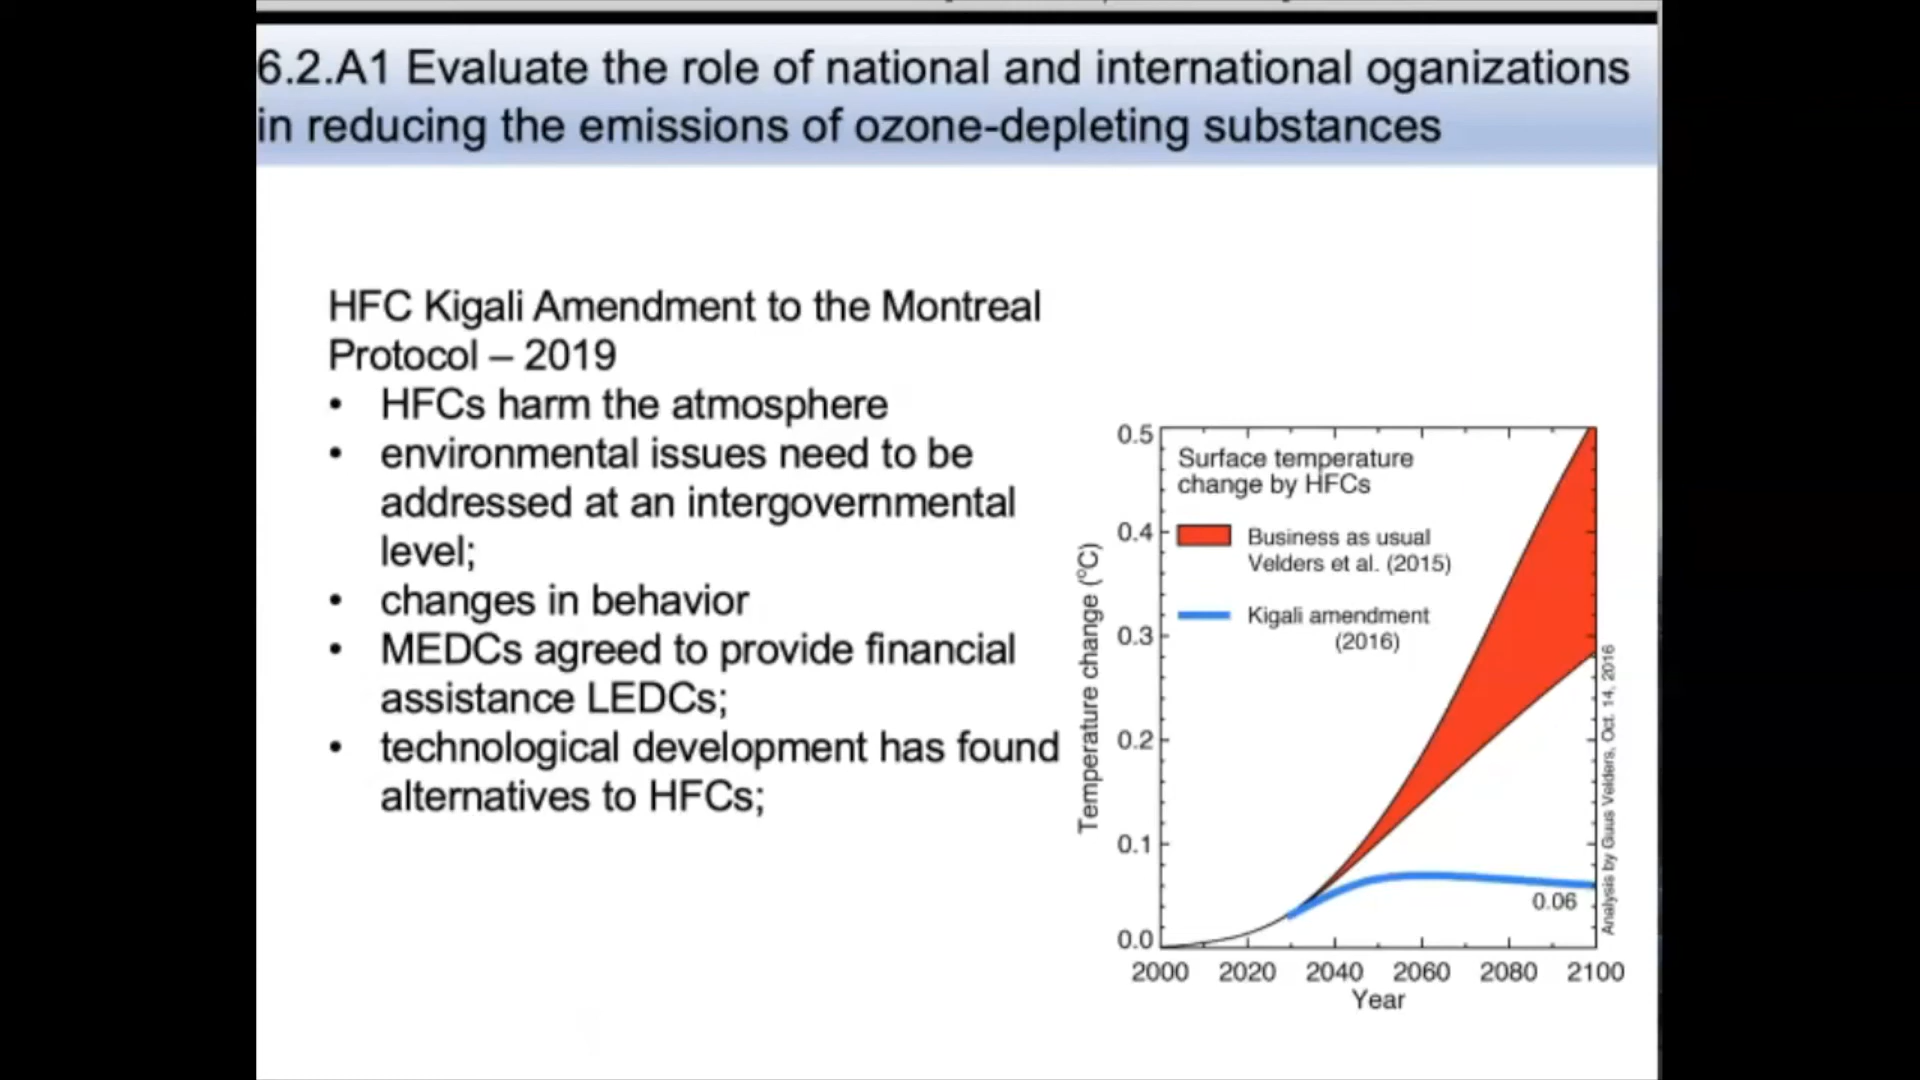 6.2.A1 Evaluate the role of national and international oganizations
in reducing the emissions of ozone-depleting substances
HFC Kigali Amendment to the Montreal
Protocol – 2019
• HFCs harm the atmosphere
• environmental issues need to be
addressed at an intergovernmental
level;
• changes in behavior
• MEDCs agreed to provide financial
assistance LEDCs;
• technological development has found
alternatives to HFCs;
Surface temperature
change by HFCs
Business as usual
Velders et al. (2015)
Kigali amendment
(2016)
Temperature change (°C)
0.5
0.4
0.3
0.2
0.1
0.0
0.06
2000 2020 2040 2060 2080 2100
Year
Analysis by Guus Velders, Oct. 14, 2016